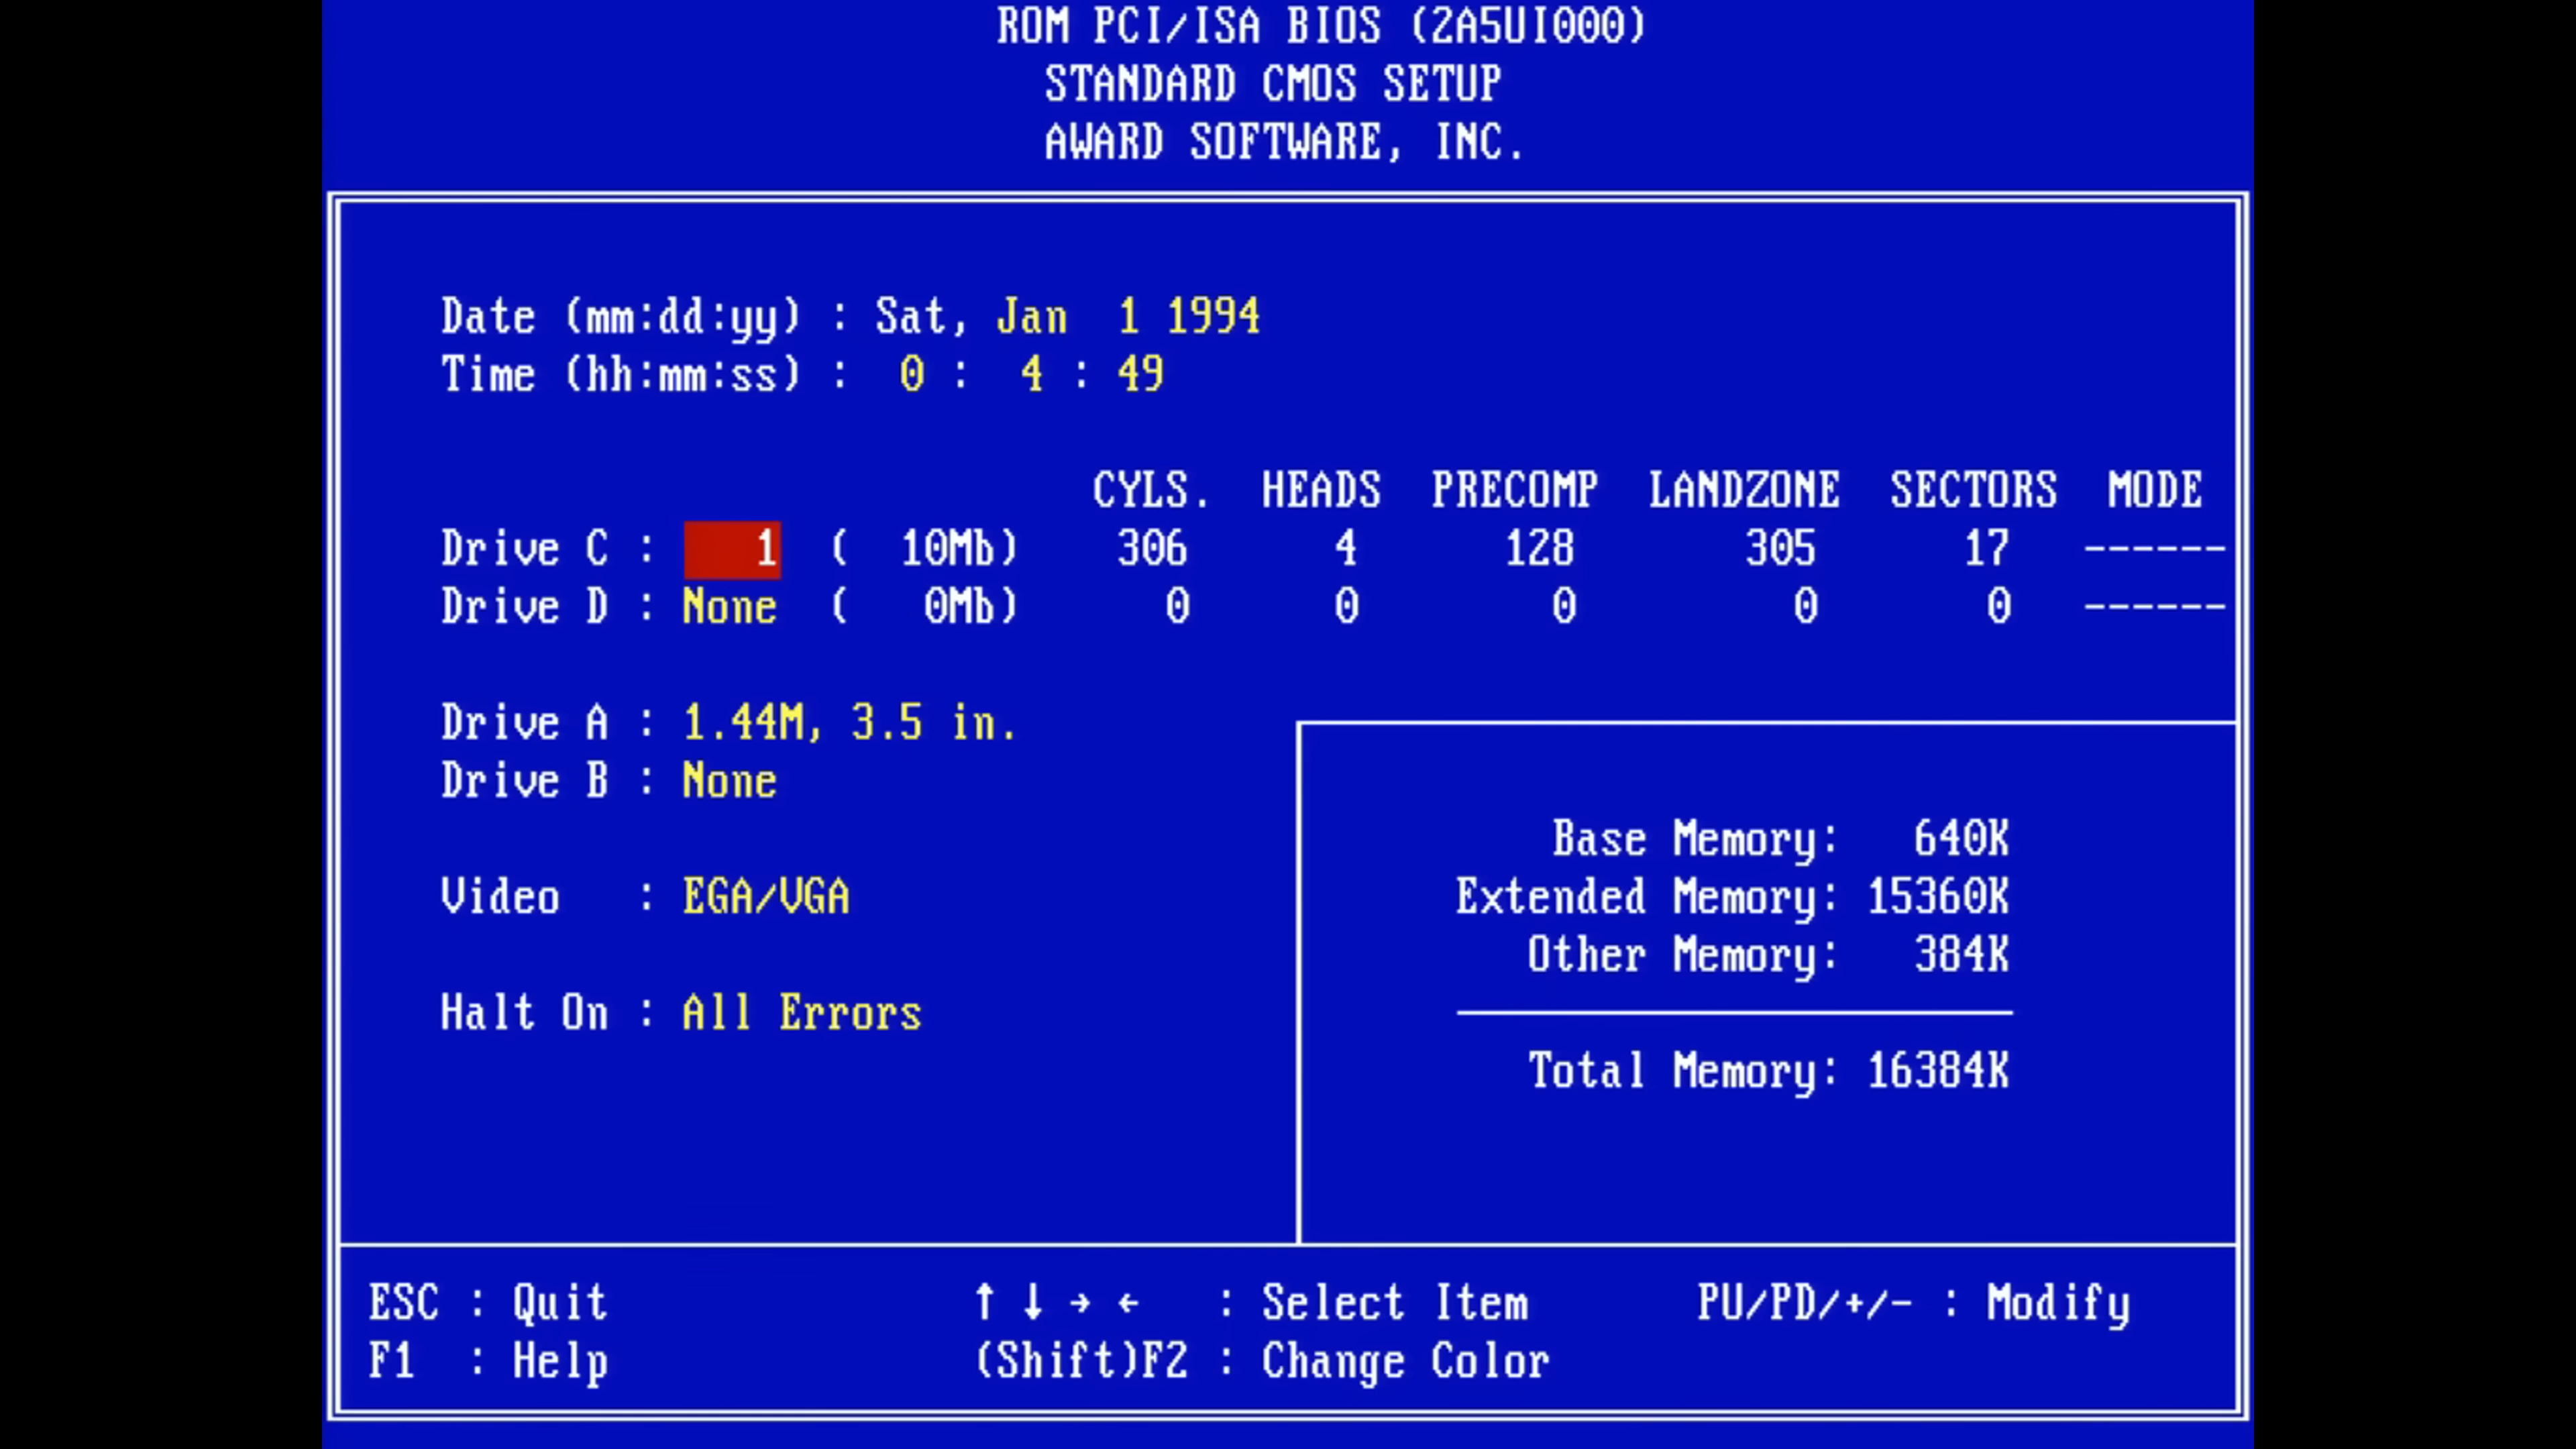 ROM PCI/ISA BIOS (2A5UI000)
STANDARD CMOS SETUP
AWARD SOFTWARE, INC.
Date (mm:dd:yy) : Sat, Jan  1 1994
Time (hh:mm:ss) :  0 :  4 : 49
CYLS.  HEADS  PRECOMP  LANDZONE  SECTORS  MODE
Drive C :    1  (  10Mb)    306      4      128       305      17  ------
Drive D : None  (   0Mb)      0      0        0         0       0  ------
Drive A : 1.44M, 3.5 in.
Drive B : None
Video   : EGA/VGA
Halt On : All Errors
Base Memory:   640K
Extended Memory: 15360K
Other Memory:   384K
Total Memory: 16384K
ESC : Quit    ↑ ↓ → ←   : Select Item    PU/PD/+/- : Modify
F1  : Help    (Shift)F2 : Change Color